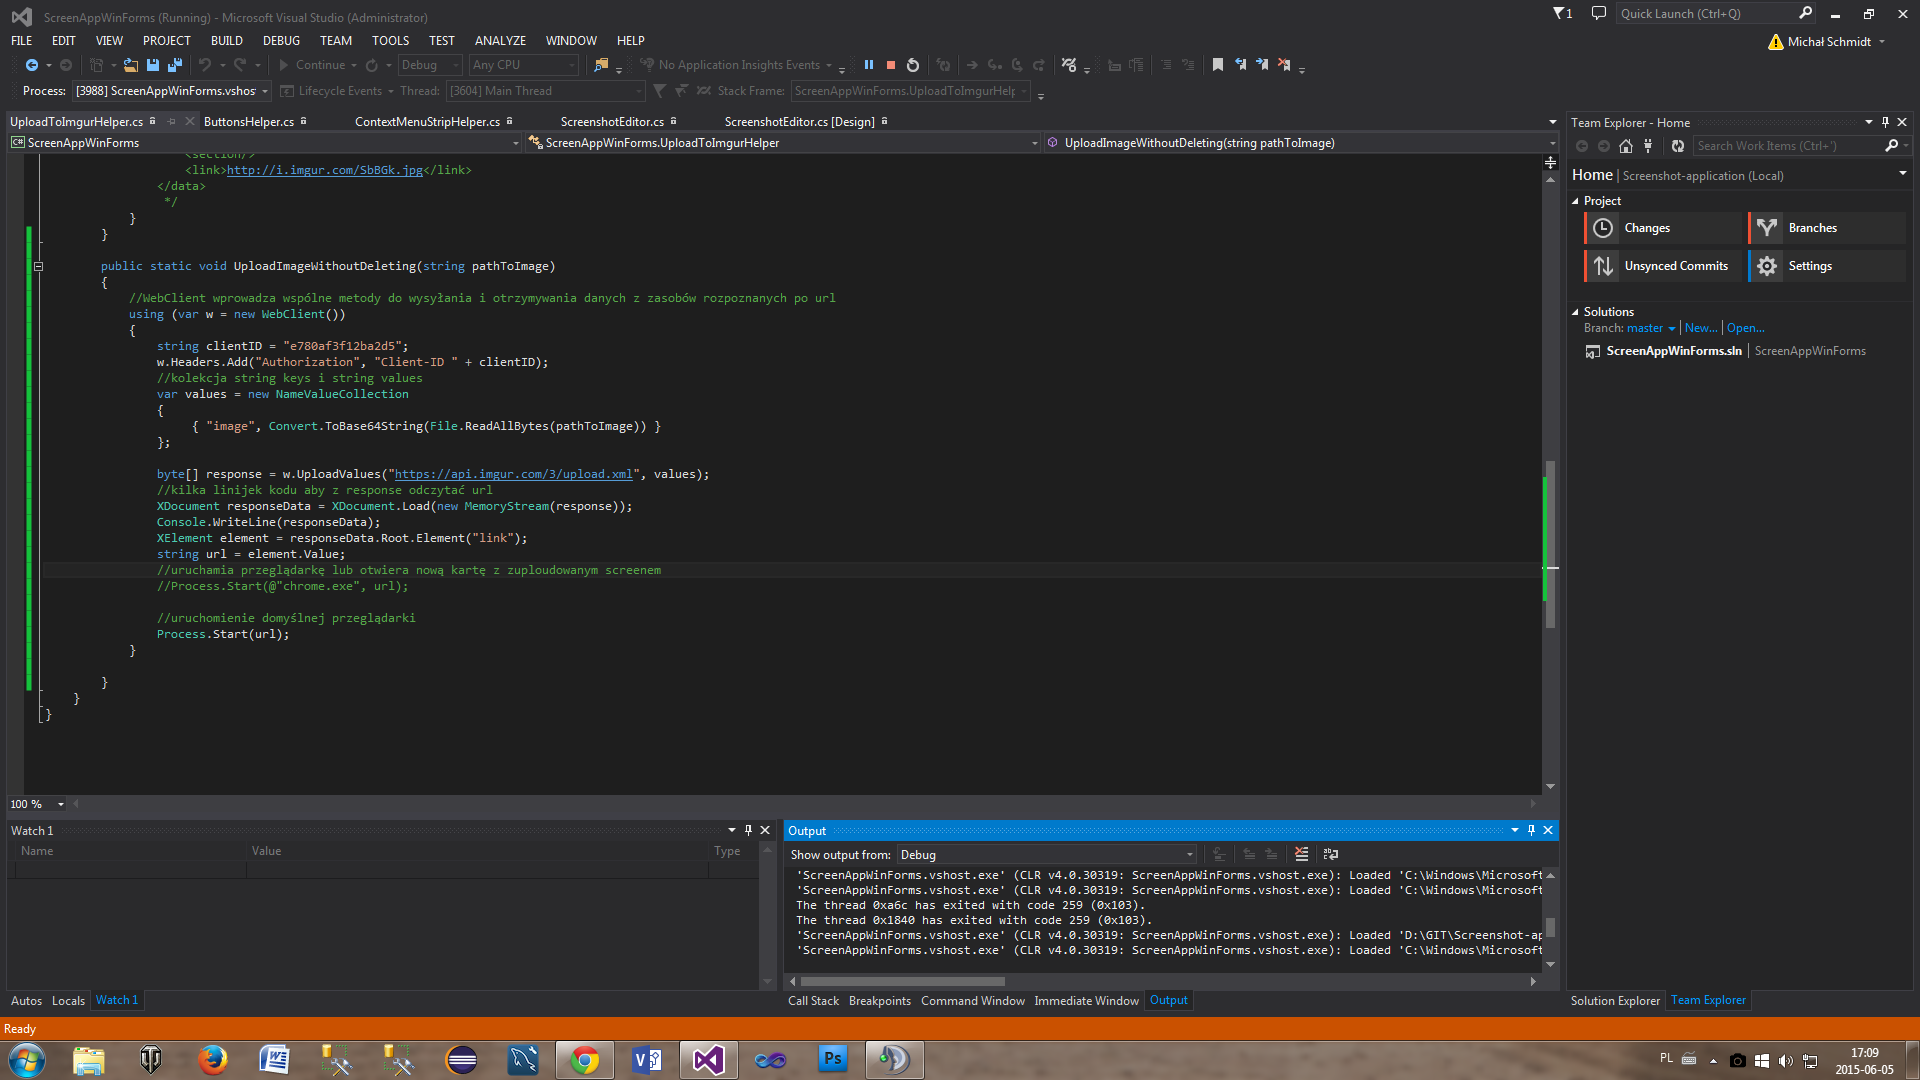 ScreenAppWinForms (Running) - Microsoft Visual Studio (Administrator)
1
Quick Launch (Ctrl+Q)
FILE EDIT VIEW PROJECT BUILD DEBUG TEAM TOOLS TEST ANALYZE WINDOW HELP
Michał Schmidt
Continue Debug Any CPU No Application Insights Events
Process: [3988] ScreenAppWinForms.vshos Lifecycle Events Thread: [3604] Main Thread Stack Frame: ScreenAppWinForms.UploadToImgurHelp
UploadToImgurHelper.cs ButtonsHelper.cs ContextMenuStripHelper.cs ScreenshotEditor.cs ScreenshotEditor.cs [Design]
C# ScreenAppWinForms ScreenAppWinForms.UploadToImgurHelper UploadImageWithoutDeleting(string pathToImage)
<section/>
<link>http://i.imgur.com/SbBGk.jpg</link>
</data>
*/
}
}
public static void UploadImageWithoutDeleting(string pathToImage)
{
//WebClient wprowadza wspólne metody do wysyłania i otrzymywania danych z zasobów rozpoznanych po url
using (var w = new WebClient())
{
string clientID = "e780af3f12ba2d5";
w.Headers.Add("Authorization", "Client-ID " + clientID);
//kolekcja string keys i string values
var values = new NameValueCollection
{
{ "image", Convert.ToBase64String(File.ReadAllBytes(pathToImage)) }
};
byte[] response = w.UploadValues("https://api.imgur.com/3/upload.xml", values);
//kilka linijek kodu aby z response odczytać url
XDocument responseData = XDocument.Load(new MemoryStream(response));
Console.WriteLine(responseData);
XElement element = responseData.Root.Element("link");
string url = element.Value;
//uruchamia przeglądarkę lub otwiera nową kartę z zuploudowanym screenem
//Process.Start(@"chrome.exe", url);
//uruchomienie domyślnej przeglądarki
Process.Start(url);
}
}
}
}
100 %
Team Explorer - Home
Search Work Items (Ctrl+')
Home | Screenshot-application (Local)
Project
Changes Branches
Unsynced Commits Settings
Solutions
Branch: master | New... | Open...
ScreenAppWinForms.sln | ScreenAppWinForms
Watch 1
Name Value Type
Autos Locals Watch 1
Output
Show output from: Debug
'ScreenAppWinForms.vshost.exe' (CLR v4.0.30319: ScreenAppWinForms.vshost.exe): Loaded 'C:\Windows\Microsoft
'ScreenAppWinForms.vshost.exe' (CLR v4.0.30319: ScreenAppWinForms.vshost.exe): Loaded 'C:\Windows\Microsoft
The thread 0xa6c has exited with code 259 (0x103).
The thread 0x1840 has exited with code 259 (0x103).
'ScreenAppWinForms.vshost.exe' (CLR v4.0.30319: ScreenAppWinForms.vshost.exe): Loaded 'D:\GIT\Screenshot-ap
'ScreenAppWinForms.vshost.exe' (CLR v4.0.30319: ScreenAppWinForms.vshost.exe): Loaded 'C:\Windows\Microsoft
Call Stack Breakpoints Command Window Immediate Window Output
Solution Explorer Team Explorer
Ready
W V Ps
PL 17:09
2015-06-05